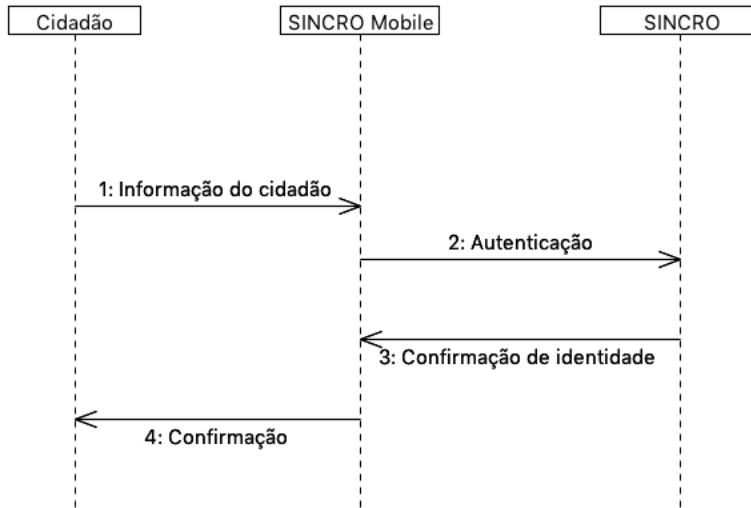 Cidadão
SINCRO Mobile
SINCRO
1: Informação do cidadão
2: Autenticação
3: Confirmação de identidade
4: Confirmação